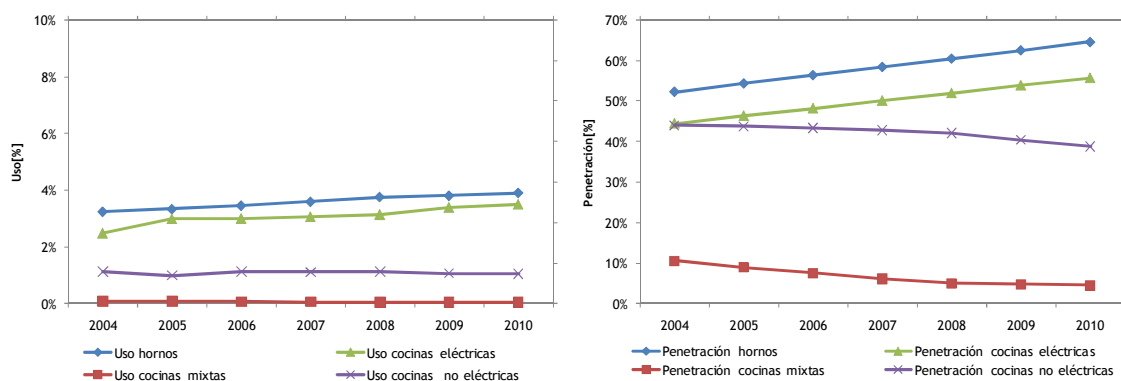 10%
8%
6%
4%
2%
0%
Uso[%]
2004 2005 2006 2007 2008 2009 2010
Uso hornos
Uso cocinas eléctricas
Uso cocinas mixtas
Uso cocinas no eléctricas
70%
60%
50%
40%
30%
20%
10%
0%
Penetración[%]
2004 2005 2006 2007 2008 2009 2010
Penetración hornos
Penetración cocinas eléctricas
Penetración cocinas mixtas
Penetración cocinas no eléctricas